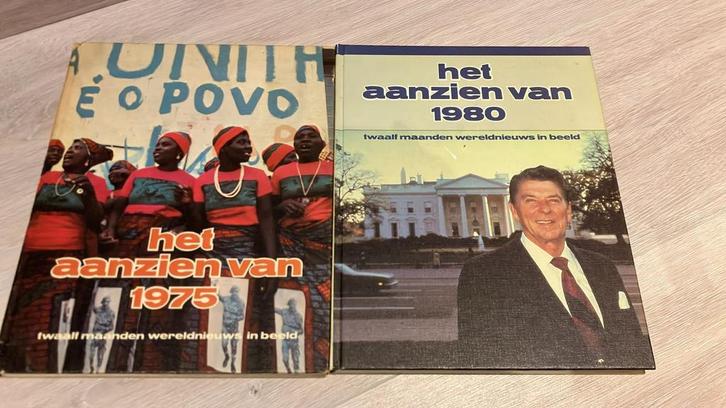 A UNITA
É O POVO
het
aanzien van
1975
twaalf maanden wereldnieuws in beeld
het
aanzien van
1980
twaalf maanden wereldnieuws in beeld